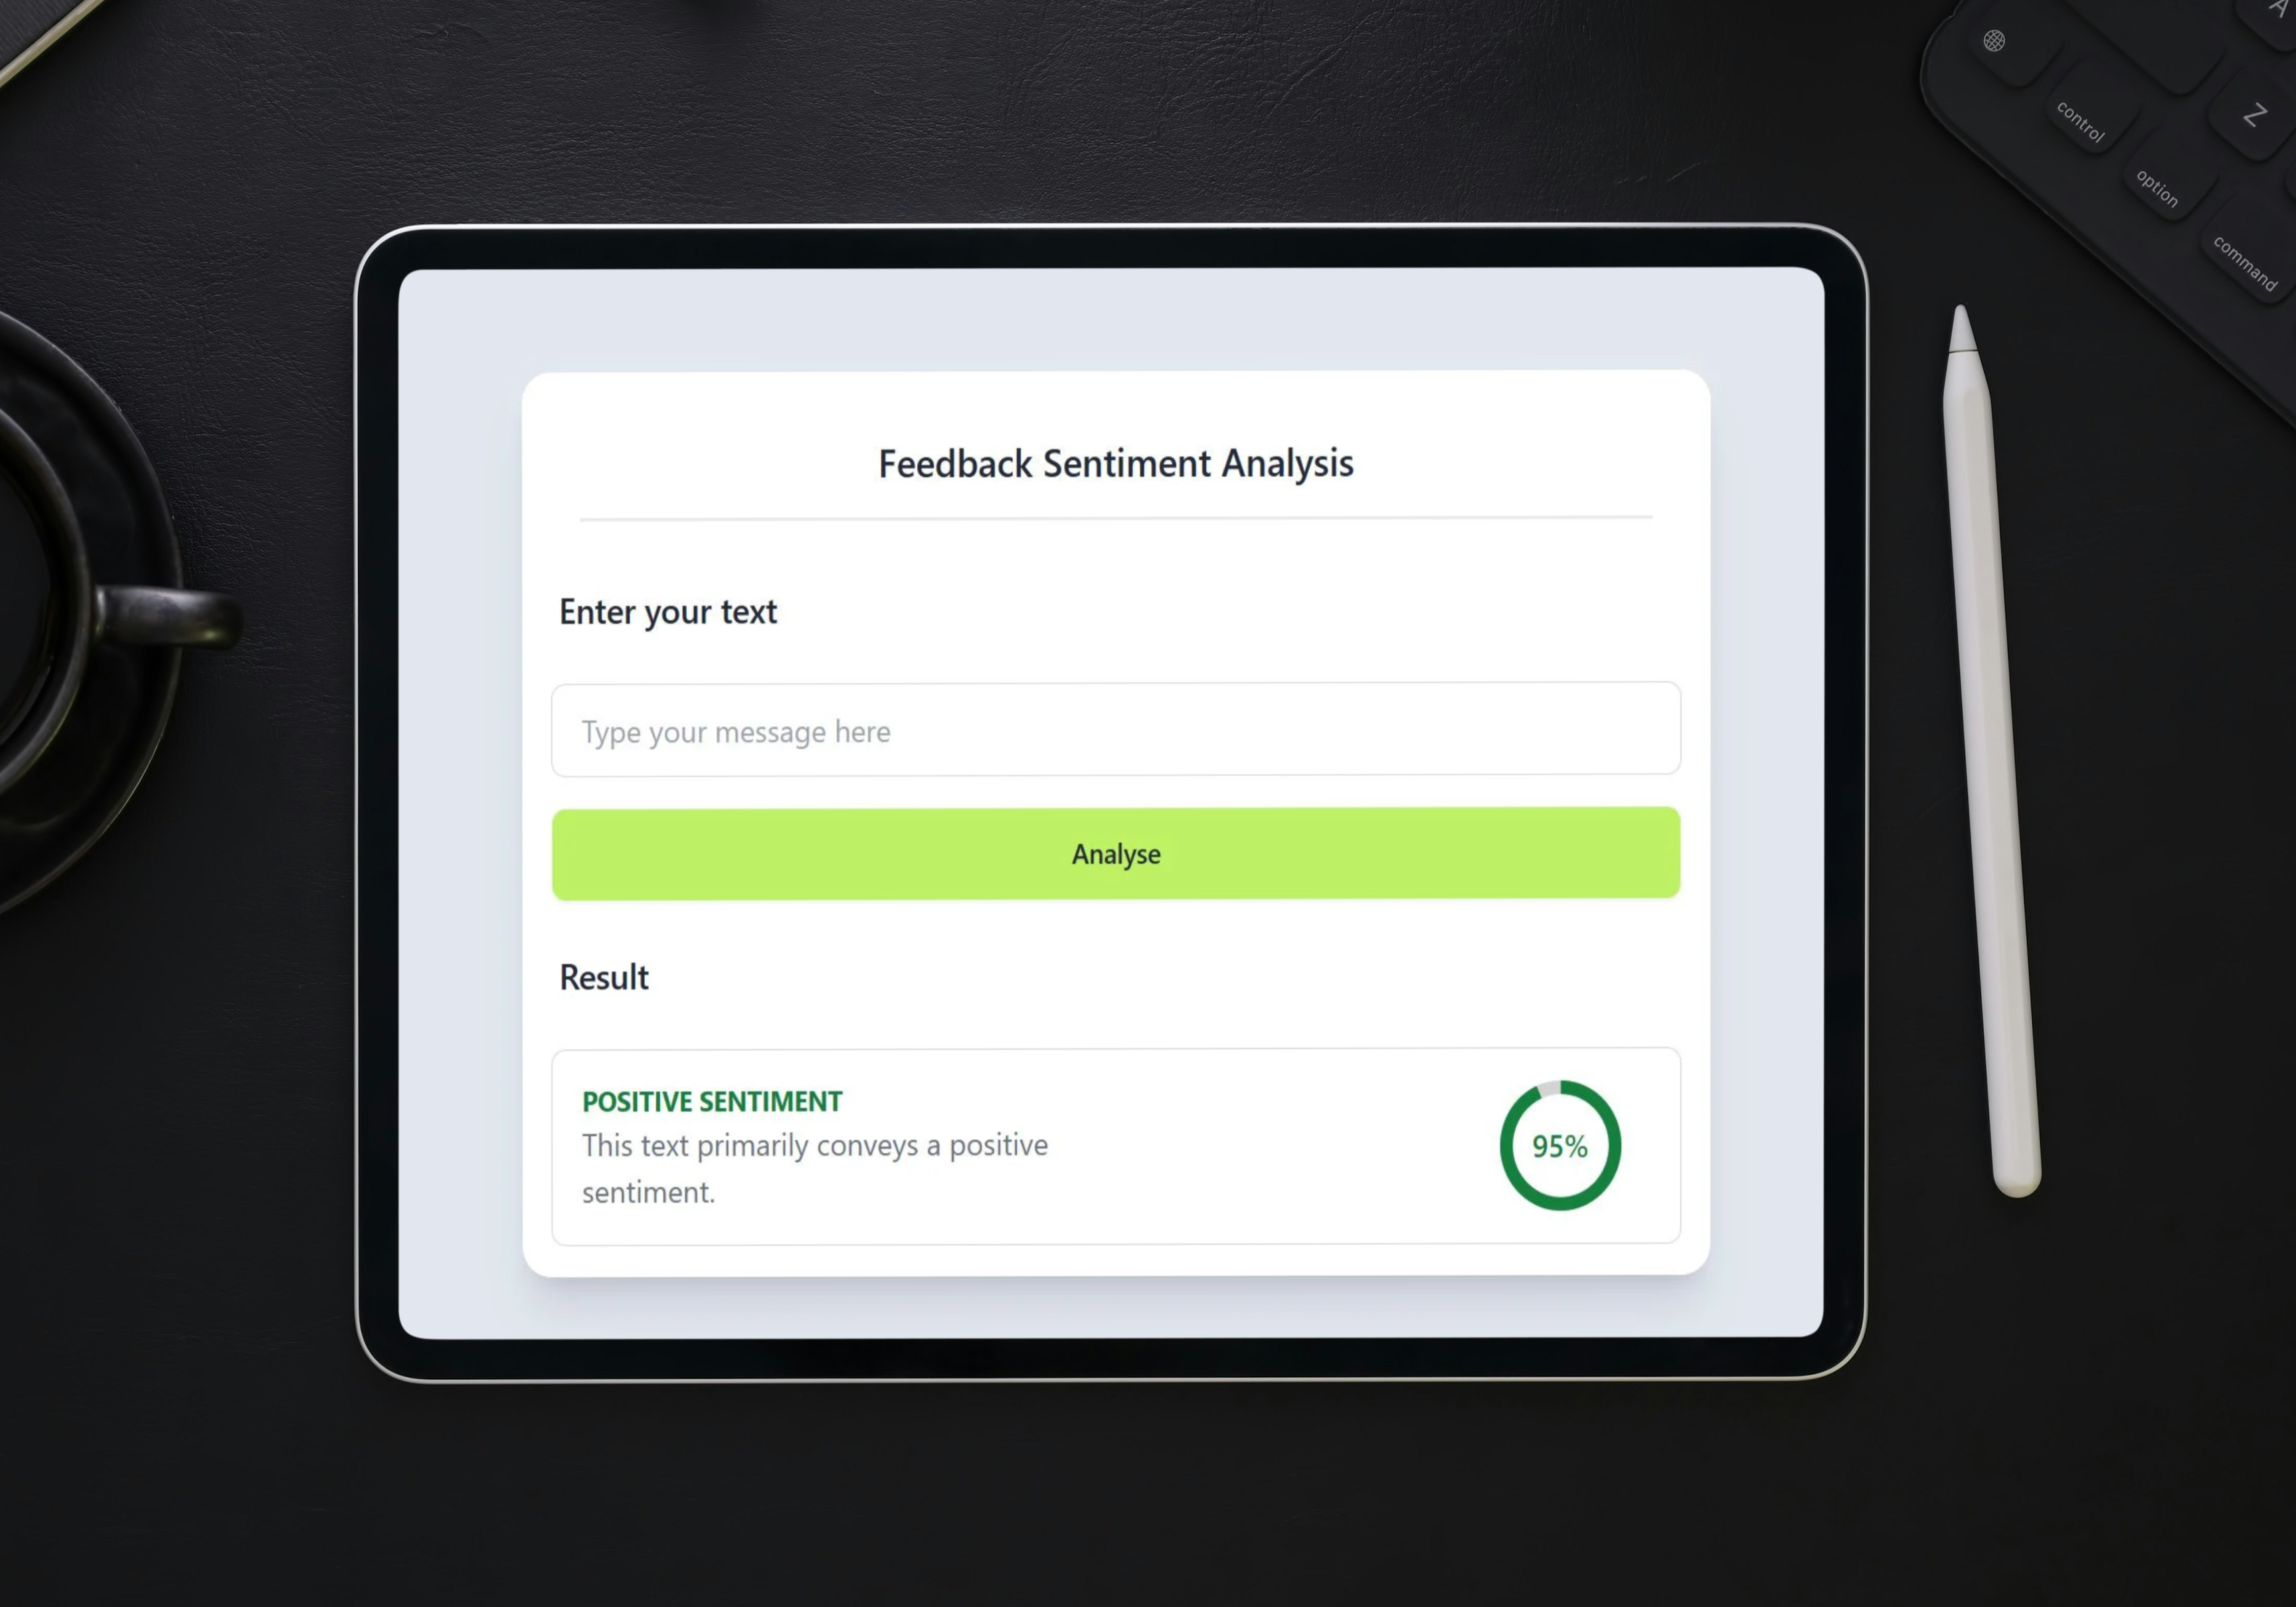 A
Z
control
option
command
Feedback Sentiment Analysis
Enter your text
Type your message here
Analyse
Result
POSITIVE SENTIMENT
This text primarily conveys a positive
sentiment.
95%